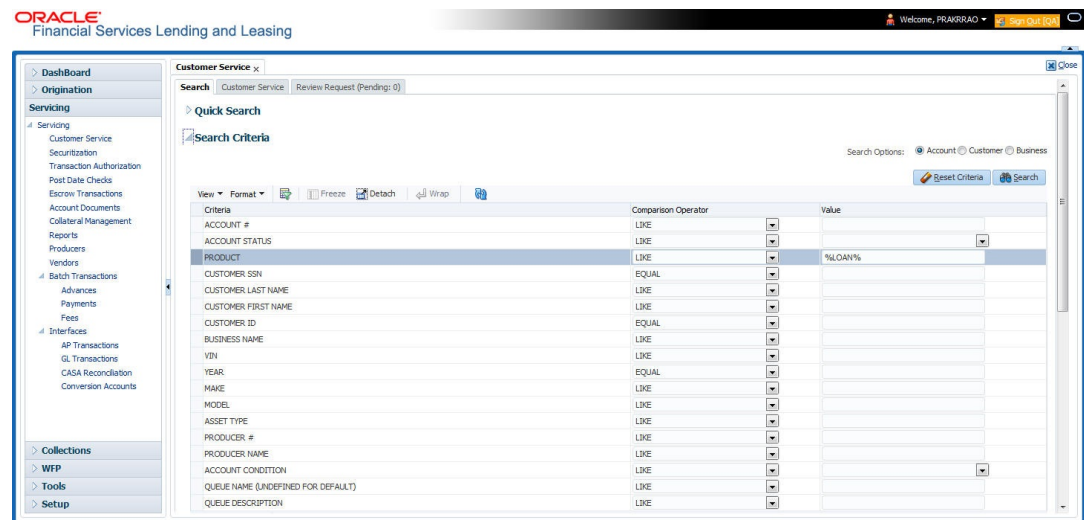 ORACLE®
Financial Services Lending and Leasing
Welcome, PRAKRRAO
Sign Out [QA]
DashBoard
Origination
Servicing
Servicing
Customer Service
Securitization
Transaction Authorization
Post Date Checks
Escrow Transactions
Account Documents
Collateral Management
Reports
Producers
Vendors
Batch Transactions
Advances
Payments
Fees
Interfaces
AP Transactions
GL Transactions
CASA Reconciliation
Conversion Accounts
Collections
WFP
Tools
Setup
Customer Service x
Close
Search Customer Service Review Request (Pending: 0)
Quick Search
Search Criteria
Search Options: Account Customer Business
Reset Criteria Search
View Format Freeze Detach Wrap
Criteria Comparison Operator Value
ACCOUNT # LIKE
ACCOUNT STATUS LIKE
PRODUCT LIKE %LOAN%
CUSTOMER SSN EQUAL
CUSTOMER LAST NAME LIKE
CUSTOMER FIRST NAME LIKE
CUSTOMER ID EQUAL
BUSINESS NAME LIKE
VIN LIKE
YEAR EQUAL
MAKE LIKE
MODEL LIKE
ASSET TYPE LIKE
PRODUCER # LIKE
PRODUCER NAME LIKE
ACCOUNT CONDITION LIKE
QUEUE NAME (UNDEFINED FOR DEFAULT) LIKE
QUEUE DESCRIPTION LIKE